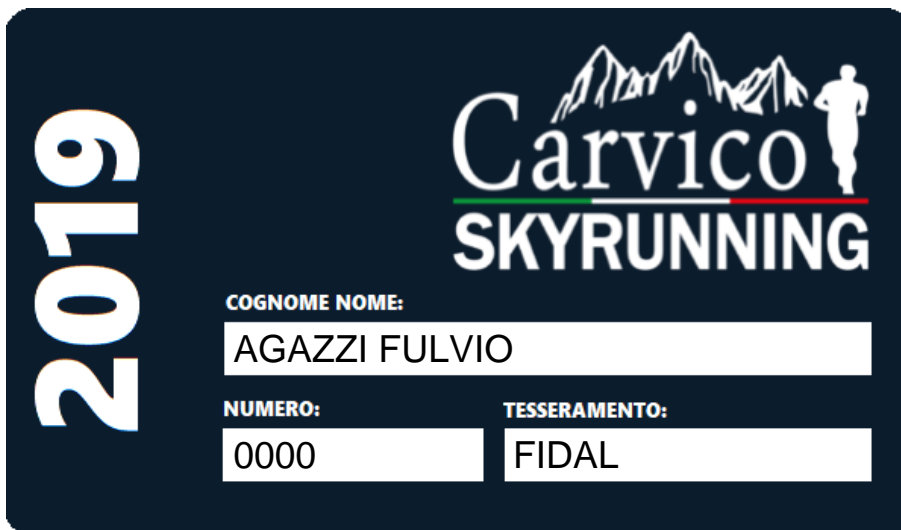 2019
Carvico
SKYRUNNING
COGNOME NOME:
AGAZZI FULVIO
NUMERO:
TESSERAMENTO:
0000
FIDAL